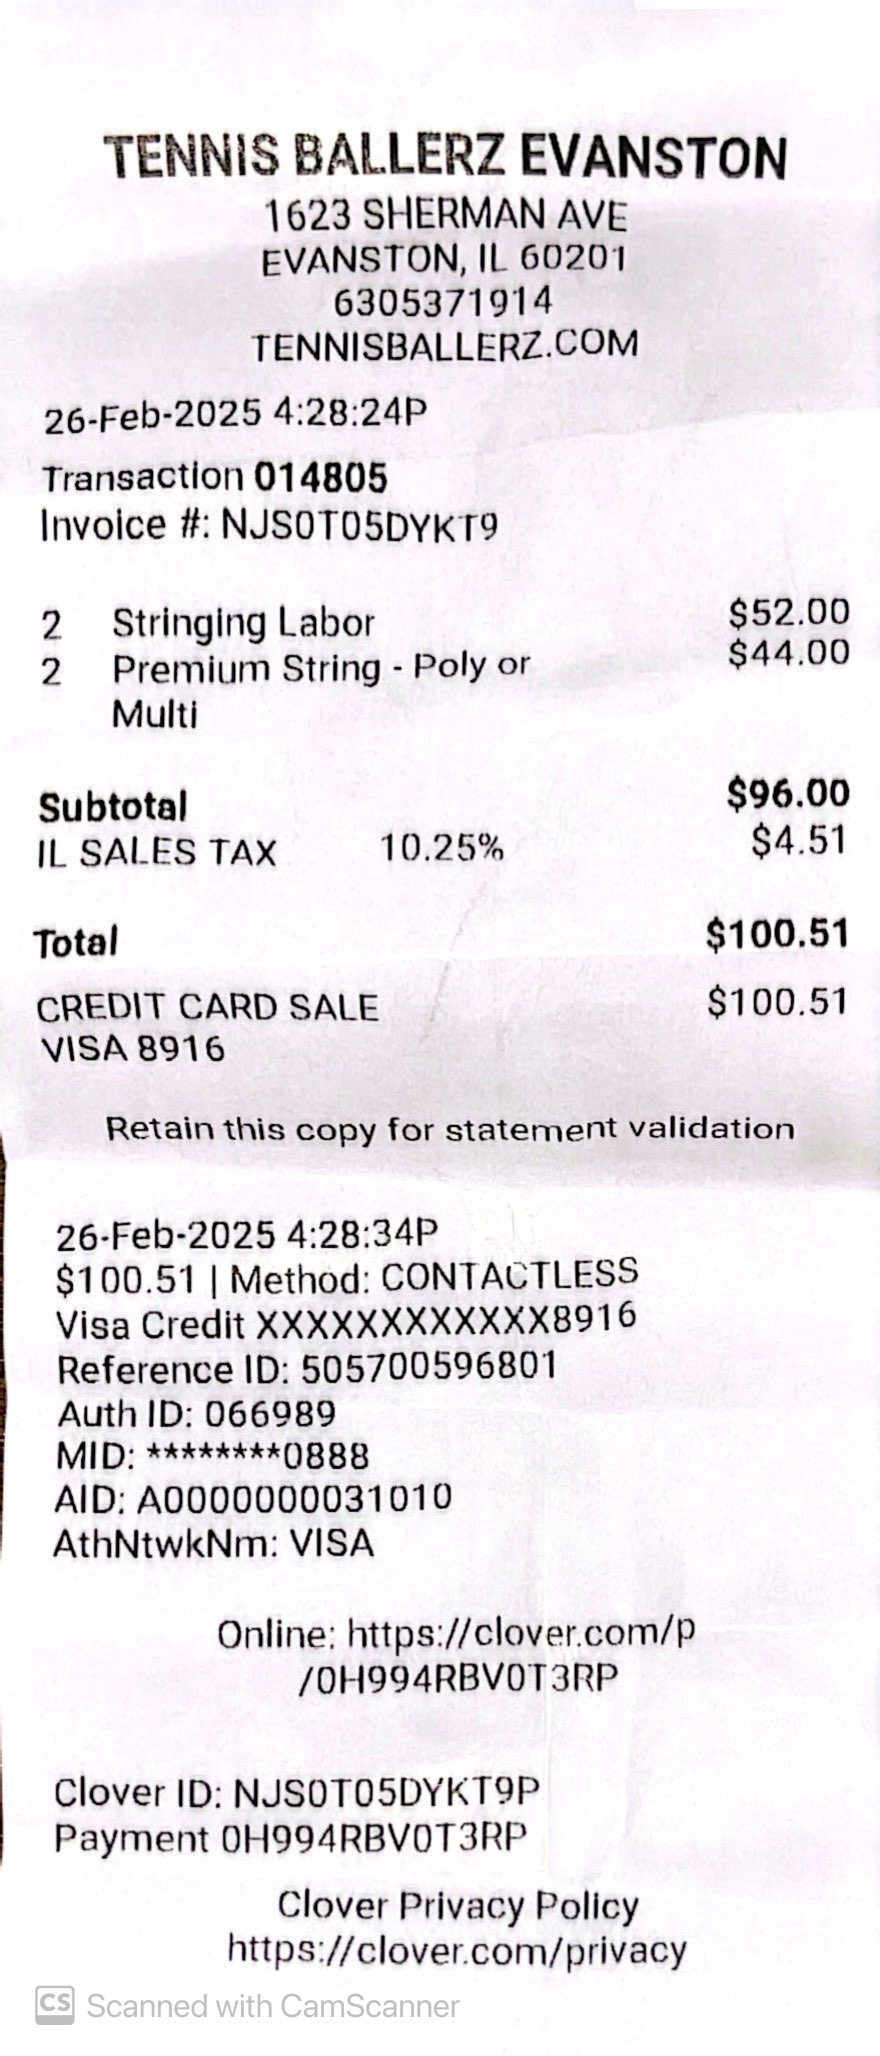 TENNIS BALLERZ EVANSTON
1623 SHERMAN AVE
EVANSTON, IL 60201
6305371914
TENNISBALLERZ.COM
26-Feb-2025 4:28:24P
Transaction 014805
Invoice #: NJS0T05DYKT9
2 Stringing Labor $52.00
2 Premium String - Poly or $44.00
Multi
Subtotal $96.00
IL SALES TAX 10.25% $4.51
Total $100.51
CREDIT CARD SALE $100.51
VISA 8916
Retain this copy for statement validation
26-Feb-2025 4:28:34P
$100.51 | Method: CONTACTLESS
Visa Credit XXXXXXXXXXXX8916
Reference ID: 505700596801
Auth ID: 066989
MID: ********0888
AID: A0000000031010
AthNtwkNm: VISA
Online: https://clover.com/p
/0H994RBV0T3RP
Clover ID: NJS0T05DYKT9P
Payment 0H994RBV0T3RP
Clover Privacy Policy
https://clover.com/privacy
CS Scanned with CamScanner